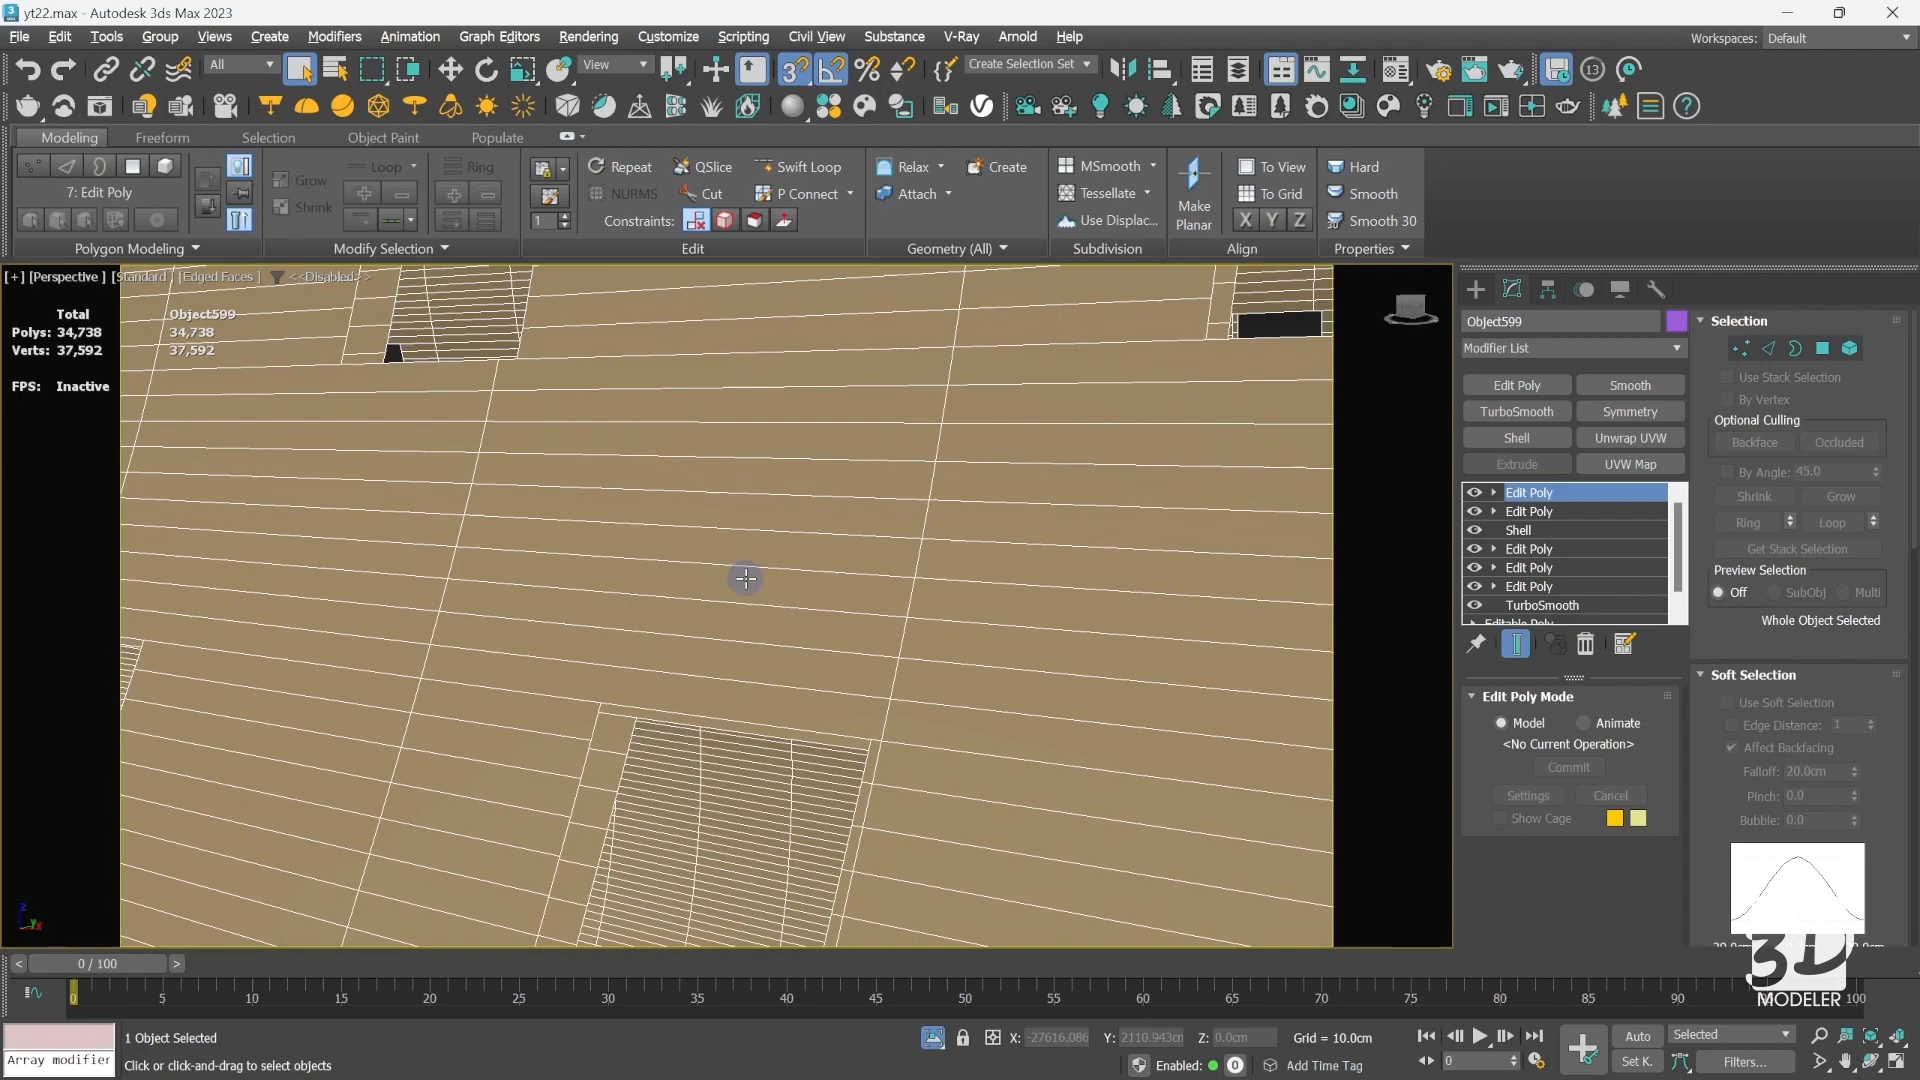 yt22.max - Autodesk 3ds Max 2023
File Edit Tools Group Views Create Modifiers Animation Graph Editors Rendering Customize Scripting Civil View Substance V-Ray Arnold Help
Workspaces: Default
All
View
Create Selection Set
13
Modeling Freeform Selection Object Paint Populate
Loop Ring Repeat QSlice Swift Loop Relax Create MSmooth To View Hard
7: Edit Poly Grow NURMS Cut P Connect Attach Tessellate Make Planar To Grid Smooth
Shrink 1 Constraints: Use Displac... X Y Z Smooth 30
Polygon Modeling Modify Selection Edit Geometry (All) Subdivision Align Properties
[+] [Perspective ] [Standard ] [Edged Faces ] <<Disabled>>
Total Object599
Polys: 34,738 34,738
Verts: 37,592 37,592
FPS: Inactive
Object599
Modifier List
Edit Poly Smooth
TurboSmooth Symmetry
Shell Unwrap UVW
Extrude UVW Map
Edit Poly
Edit Poly
Shell
Edit Poly
Edit Poly
Edit Poly
TurboSmooth
Editable Poly
Edit Poly Mode
Model Animate
<No Current Operation>
Commit
Settings Cancel
Show Cage
Selection
Use Stack Selection
By Vertex
Optional Culling
Backface Occluded
By Angle: 45.0
Shrink Grow
Ring Loop
Get Stack Selection
Preview Selection
Off SubObj Multi
Whole Object Selected
Soft Selection
Use Soft Selection
Edge Distance: 1
Affect Backfacing
Falloff: 20.0cm
Pinch: 0.0
Bubble: 0.0
3D
MODELER
< 0 / 100 >
0 5 10 15 20 25 30 35 40 45 50 55 60 65 70 75 80 85 90 100
Array modifier
1 Object Selected
Click or click-and-drag to select objects
X: -27616.086 Y: 2110.943cm Z: 0.0cm Grid = 10.0cm
Enabled: 0 Add Time Tag
0
Auto Selected
Set K. Filters...